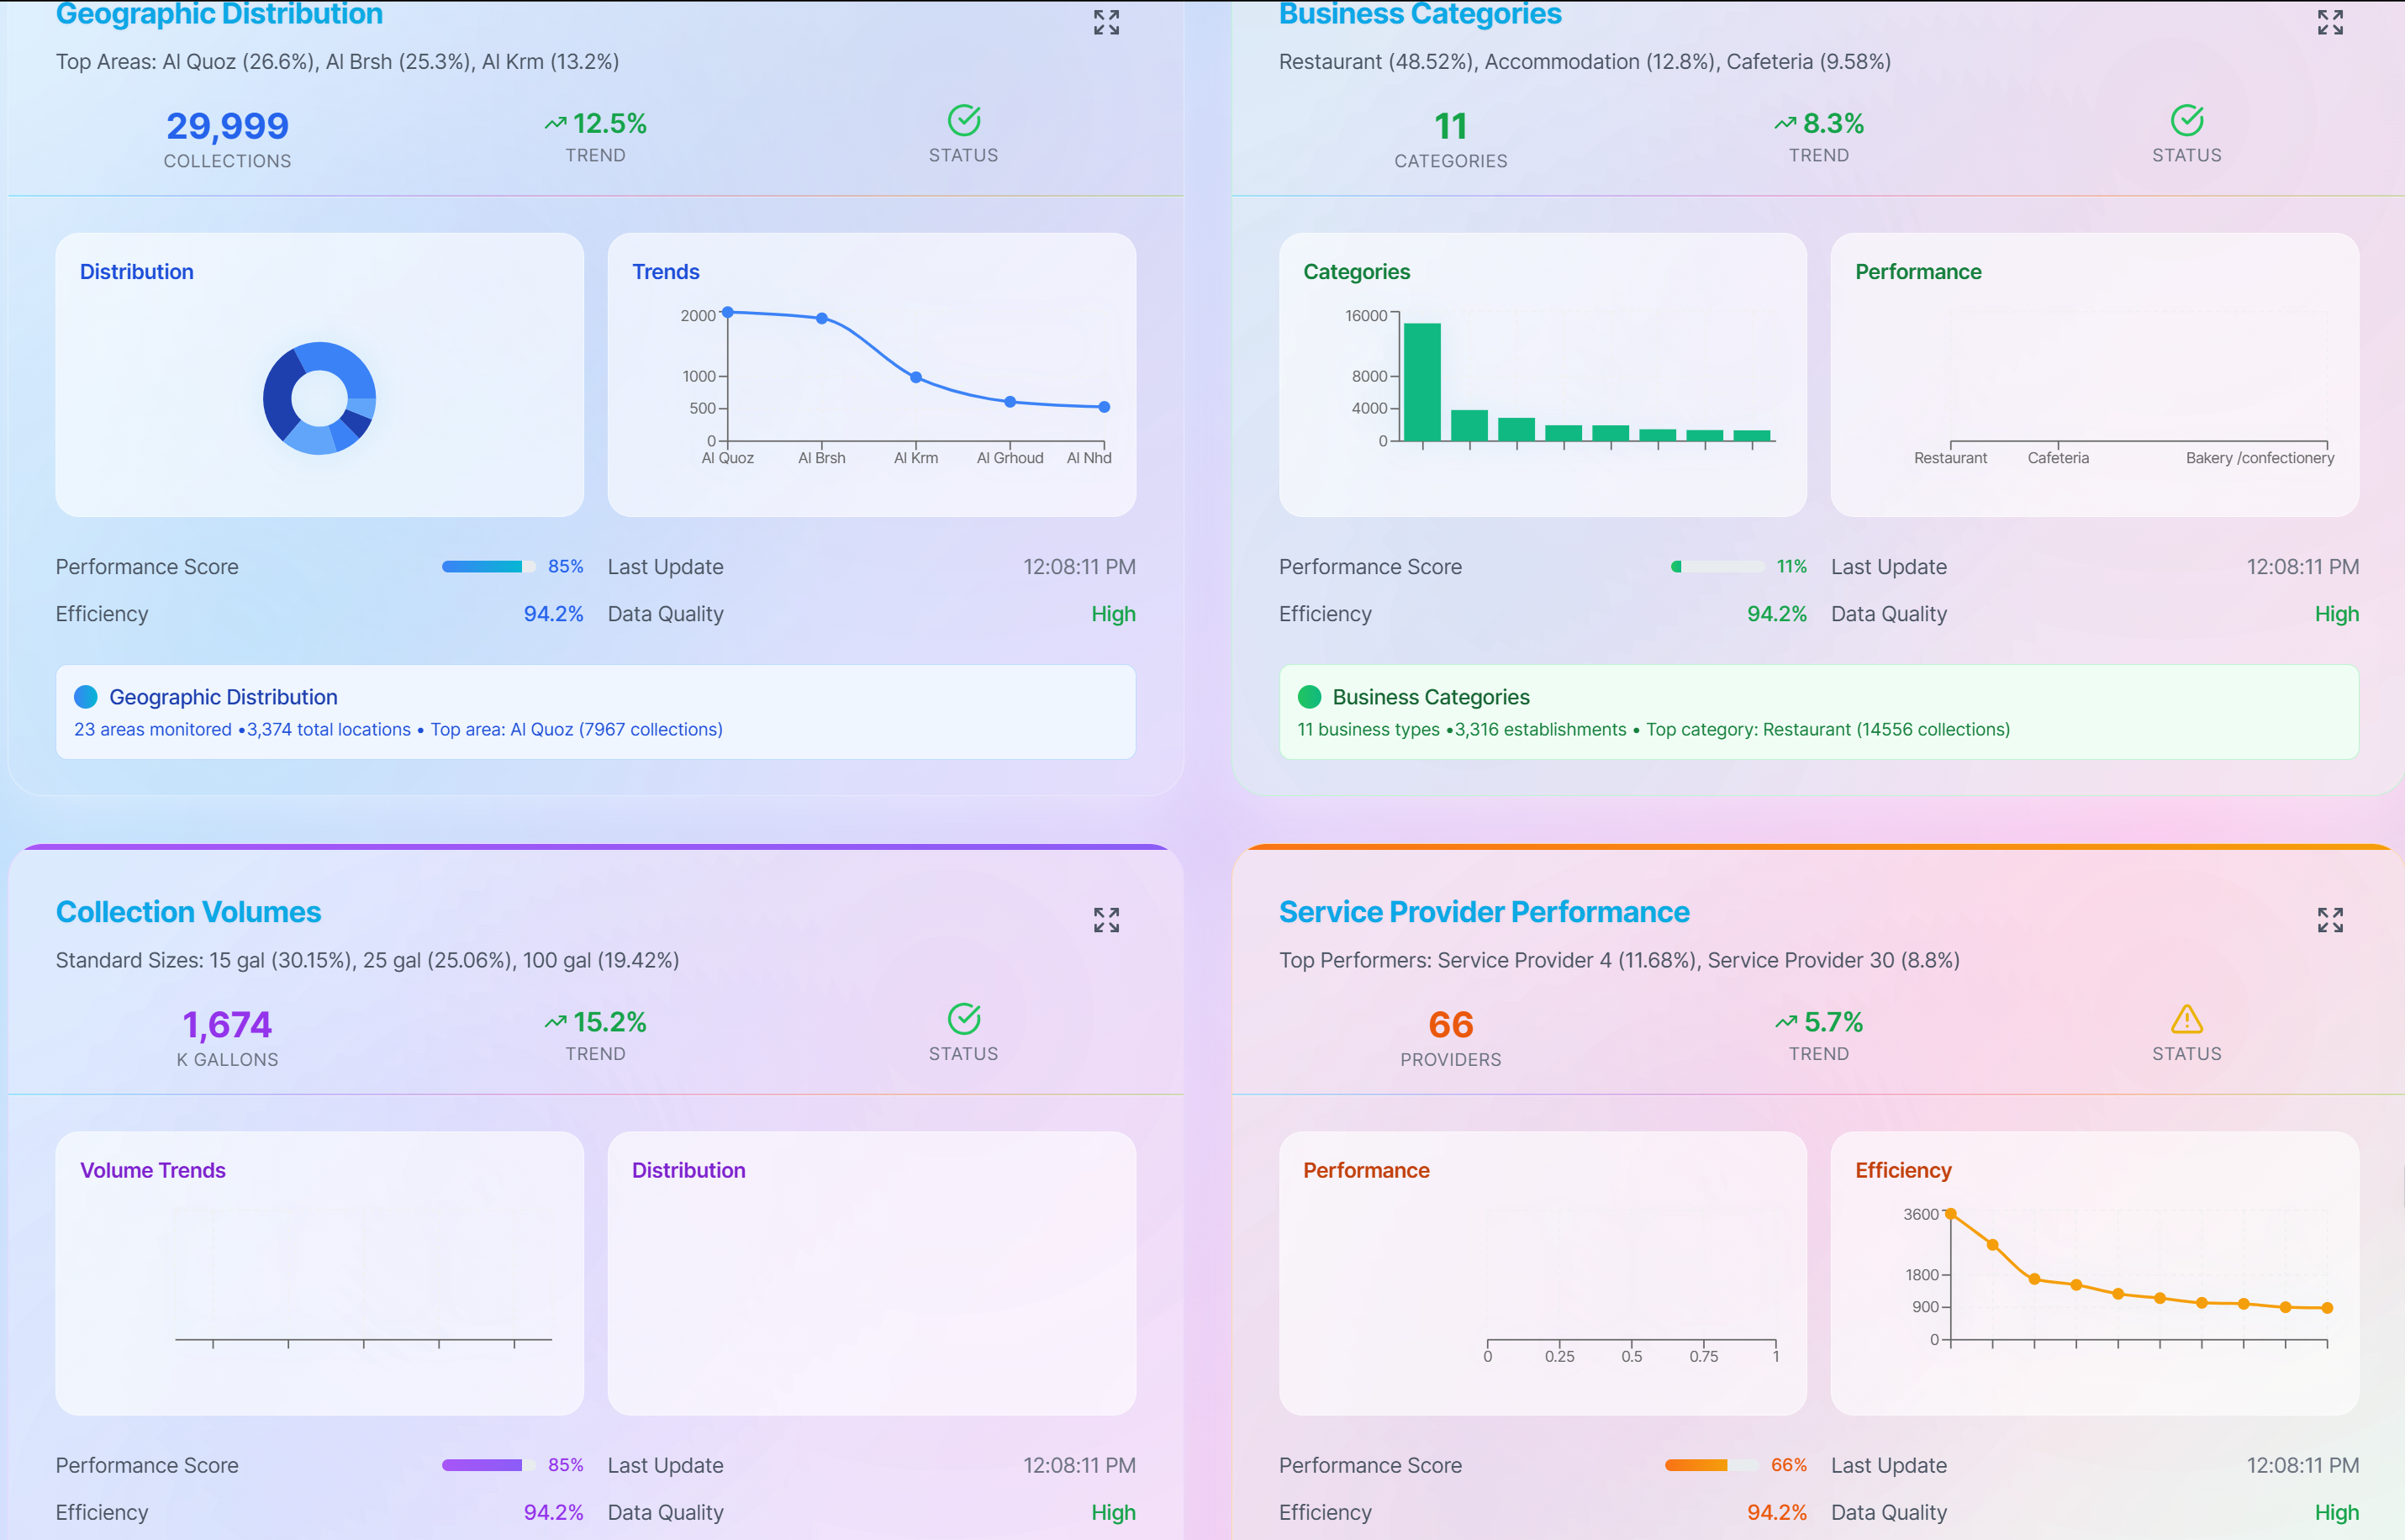 Geographic Distribution
Top Areas: Al Quoz (26.6%), Al Brsh (25.3%), Al Krm (13.2%)
29,999
COLLECTIONS
12.5%
TREND
STATUS
Distribution
Trends
2000
1000
500
0
Al Quoz
Al Brsh
Al Krm
Al Grhoud
Al Nhd
Performance Score
85%
Last Update
12:08:11 PM
Efficiency
94.2%
Data Quality
High
Geographic Distribution
23 areas monitored •3,374 total locations • Top area: Al Quoz (7967 collections)
Business Categories
Restaurant (48.52%), Accommodation (12.8%), Cafeteria (9.58%)
11
CATEGORIES
8.3%
TREND
STATUS
Categories
16000
8000
4000
0
Performance
Restaurant
Cafeteria
Bakery /confectionery
Performance Score
11%
Last Update
12:08:11 PM
Efficiency
94.2%
Data Quality
High
Business Categories
11 business types •3,316 establishments • Top category: Restaurant (14556 collections)
Collection Volumes
Standard Sizes: 15 gal (30.15%), 25 gal (25.06%), 100 gal (19.42%)
1,674
K GALLONS
15.2%
TREND
STATUS
Volume Trends
Distribution
Performance Score
85%
Last Update
12:08:11 PM
Efficiency
94.2%
Data Quality
High
Service Provider Performance
Top Performers: Service Provider 4 (11.68%), Service Provider 30 (8.8%)
66
PROVIDERS
5.7%
TREND
STATUS
Performance
0
0.25
0.5
0.75
1
Efficiency
3600
1800
900
0
Performance Score
66%
Last Update
12:08:11 PM
Efficiency
94.2%
Data Quality
High